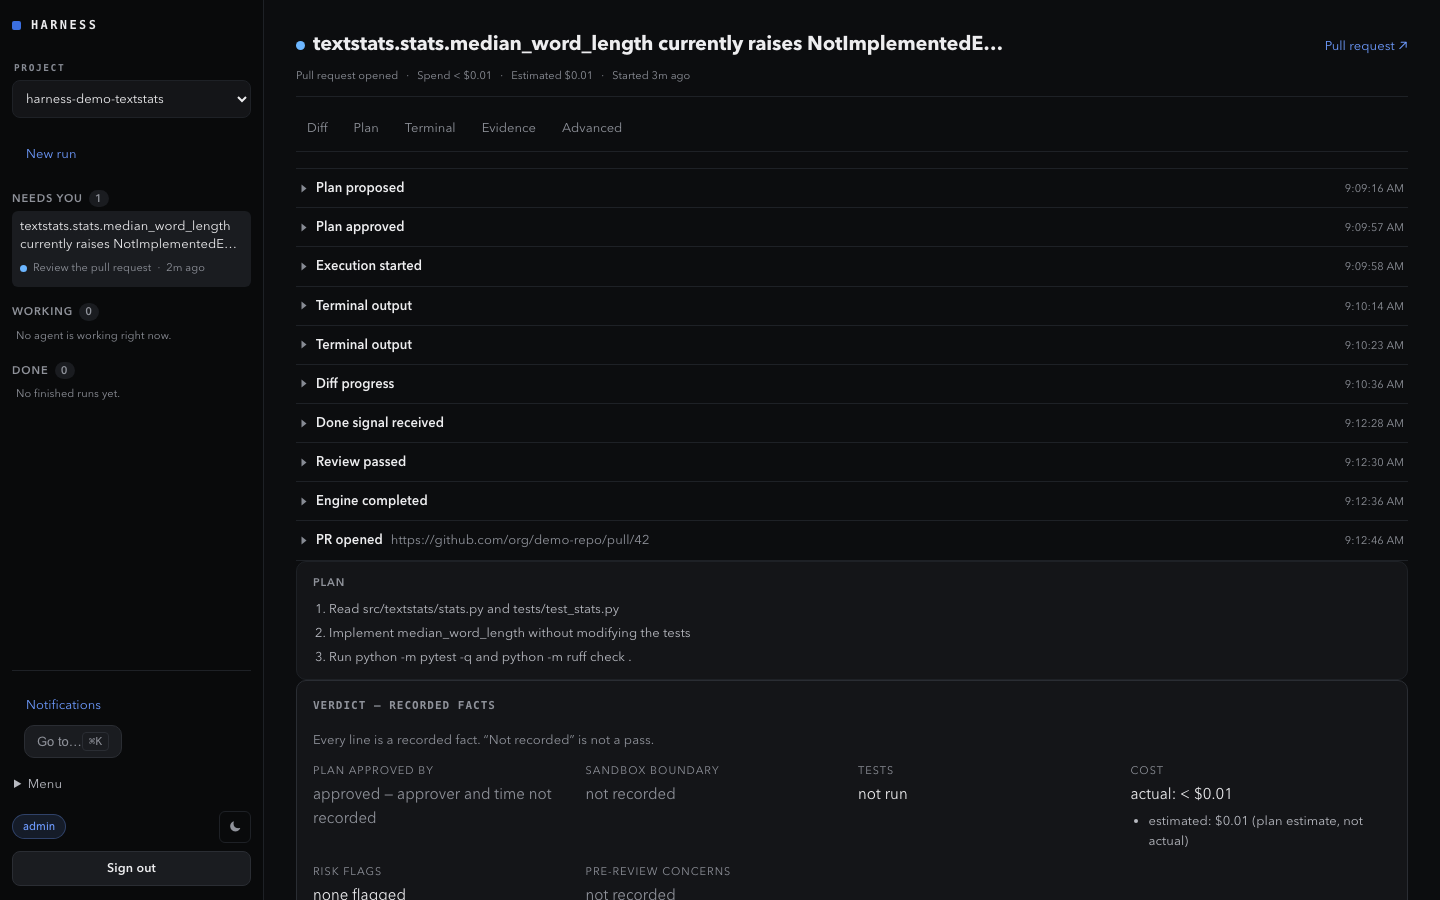 HARNESS
PROJECT
harness-demo-textstats
New run
NEEDS YOU 1
textstats.stats.median_word_length
currently raises NotImplementedE…
Review the pull request · 2m ago
WORKING 0
No agent is working right now.
DONE 0
No finished runs yet.
Notifications
Go to… ⌘K
Menu
admin
Sign out
textstats.stats.median_word_length currently raises NotImplementedE…
Pull request ↗
Pull request opened · Spend < $0.01 · Estimated $0.01 · Started 3m ago
Diff Plan Terminal Evidence Advanced
Plan proposed 9:09:16 AM
Plan approved 9:09:57 AM
Execution started 9:09:58 AM
Terminal output 9:10:14 AM
Terminal output 9:10:23 AM
Diff progress 9:10:36 AM
Done signal received 9:12:28 AM
Review passed 9:12:30 AM
Engine completed 9:12:36 AM
PR opened https://github.com/org/demo-repo/pull/42 9:12:46 AM
PLAN
1. Read src/textstats/stats.py and tests/test_stats.py
2. Implement median_word_length without modifying the tests
3. Run python -m pytest -q and python -m ruff check .
VERDICT — RECORDED FACTS
Every line is a recorded fact. “Not recorded” is not a pass.
PLAN APPROVED BY
approved — approver and time not
recorded
SANDBOX BOUNDARY
not recorded
TESTS
not run
COST
actual: < $0.01
• estimated: $0.01 (plan estimate, not
actual)
RISK FLAGS
none flagged
PRE-REVIEW CONCERNS
not recorded